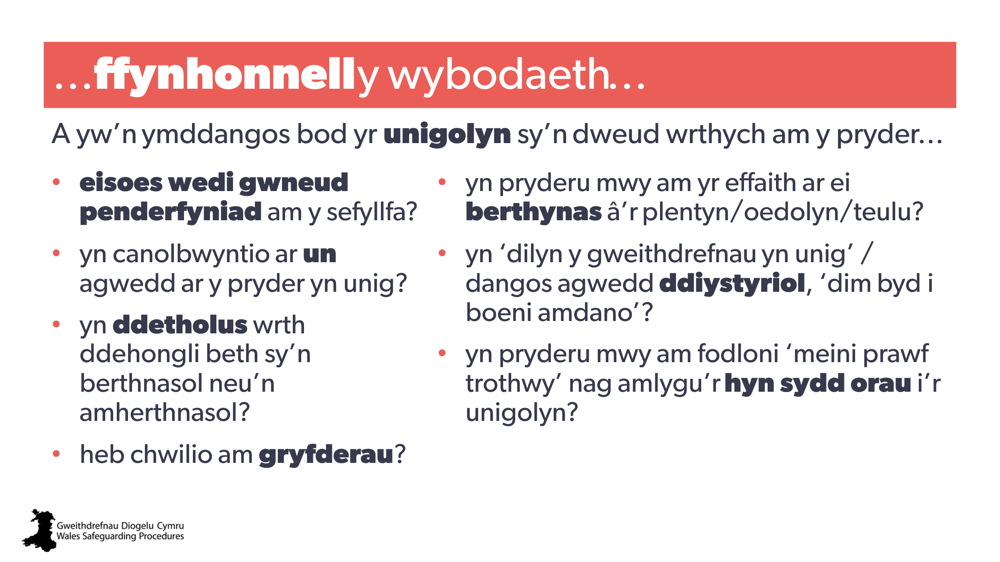 ...ffynhonnell y wybodaeth...
A yw’n ymddangos bod yr unigolyn sy’n dweud wrthych am y pryder...
• eisoes wedi gwneud
penderfyniad am y sefyllfa?
• yn canolbwyntio ar un
agwedd ar y pryder yn unig?
• yn ddetholus wrth
ddehongli beth sy’n
berthnasol neu’n
amherthnasol?
• heb chwilio am gryfderau?
• yn pryderu mwy am yr effaith ar ei
berthynas â’r plentyn/oedolyn/teulu?
• yn ‘dilyn y gweithdrefnau yn unig’ /
dangos agwedd ddiystyriol, ‘dim byd i
boeni amdano’?
• yn pryderu mwy am fodloni ‘meini prawf
trothwy’ nag amlygu’r hyn sydd orau i’r
unigolyn?
Gweithdrefnau Diogelu Cymru
Wales Safeguarding Procedures